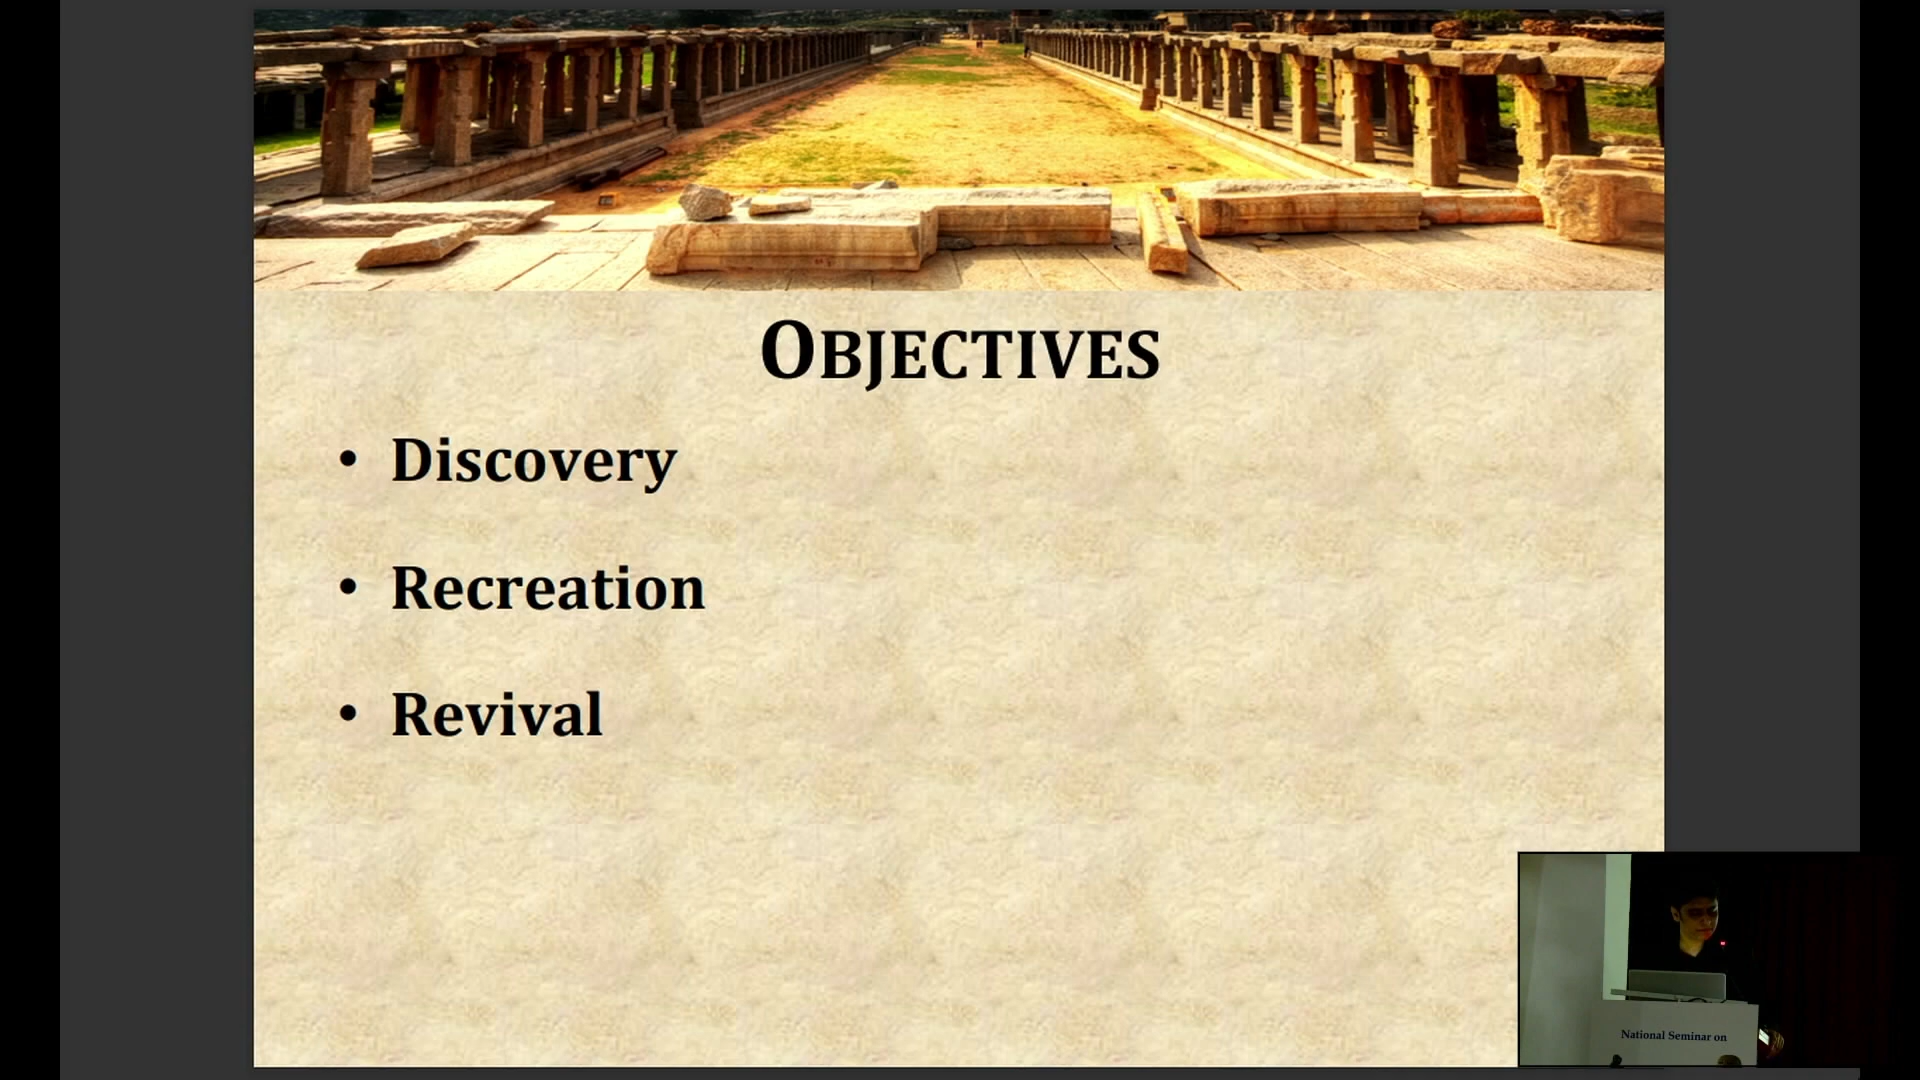 OBJECTIVES
• Discovery
• Recreation
• Revival
National Seminar on